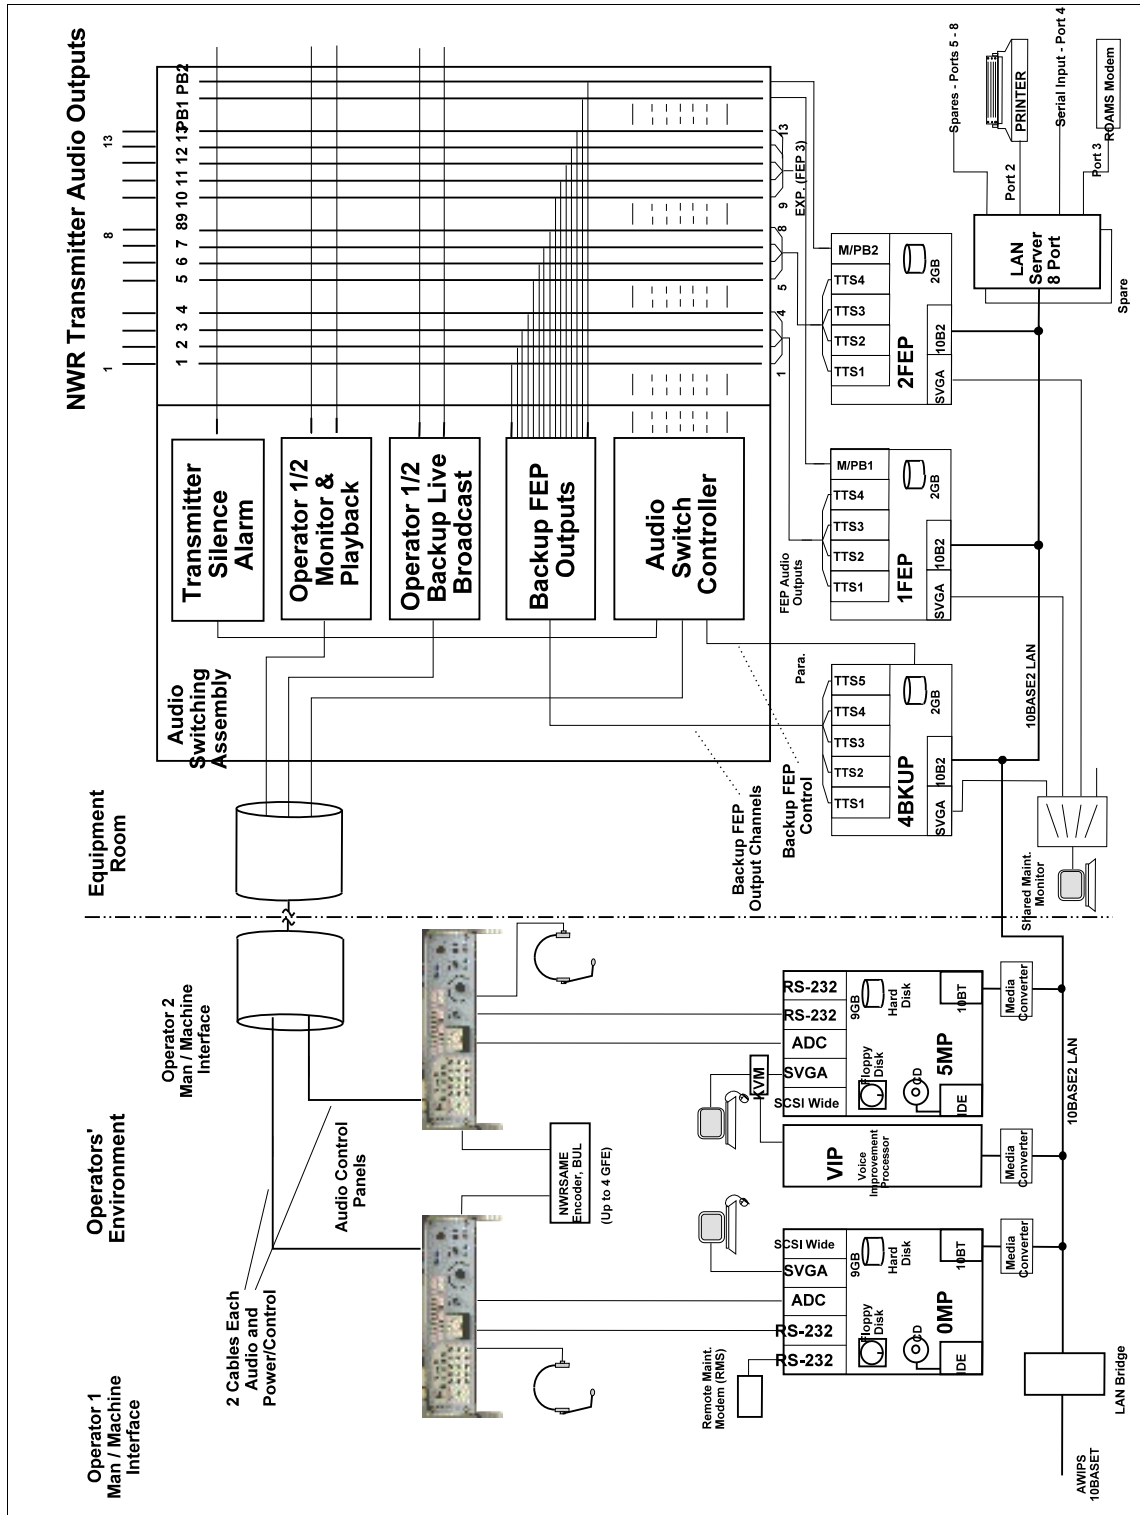 NWR Transmitter Audio Outputs
1
8
13
1
2
3
4
5
6
7
89
10
11
12
13
PB1
PB2
Transmitter
Silence
Alarm
Operator 1/2
Monitor &
Playback
Operator 1/2
Backup Live
Broadcast
Backup FEP
Outputs
Audio
Switch
Controller
Audio
Switching
Assembly
1
4
5
8
9
13
EXP. (FEP 3)
Equipment
Room
Operators'
Environment
Operator 1
Man / Machine
Interface
Operator 2
Man / Machine
Interface
2 Cables Each
Audio and
Power/Control
Audio Control
Panels
NWRSAME
Encoder, BUL
(Up to 4 GFE)
Backup FEP
Output Channels
Backup FEP
Control
Para.
FEP Audio
Outputs
TTS1
TTS2
TTS3
TTS4
TTS5
4BKUP
2GB
SVGA
10B2
TTS1
TTS2
TTS3
TTS4
M/PB1
1FEP
2GB
SVGA
10B2
TTS1
TTS2
TTS3
TTS4
M/PB2
2FEP
2GB
SVGA
10B2
10BASE2 LAN
LAN
Server
8 Port
Spare
Spares - Ports 5 - 8
Port 2
PRINTER
Serial Input - Port 4
Port 3
ROAMS Modem
Shared Maint.
Monitor
Remote Maint.
Modem (RMS)
RS-232
RS-232
ADC
SVGA
SCSI Wide
Floppy
Disk
9GB
Hard
Disk
CD
0MP
IDE
10BT
Media
Converter
VIP
Voice
Improvement
Processor
Media
Converter
KVM
SCSI Wide
SVGA
ADC
RS-232
RS-232
Floppy
Disk
9GB
Hard
Disk
CD
5MP
IDE
10BT
Media
Converter
10BASE2 LAN
LAN Bridge
AWIPS
10BASET